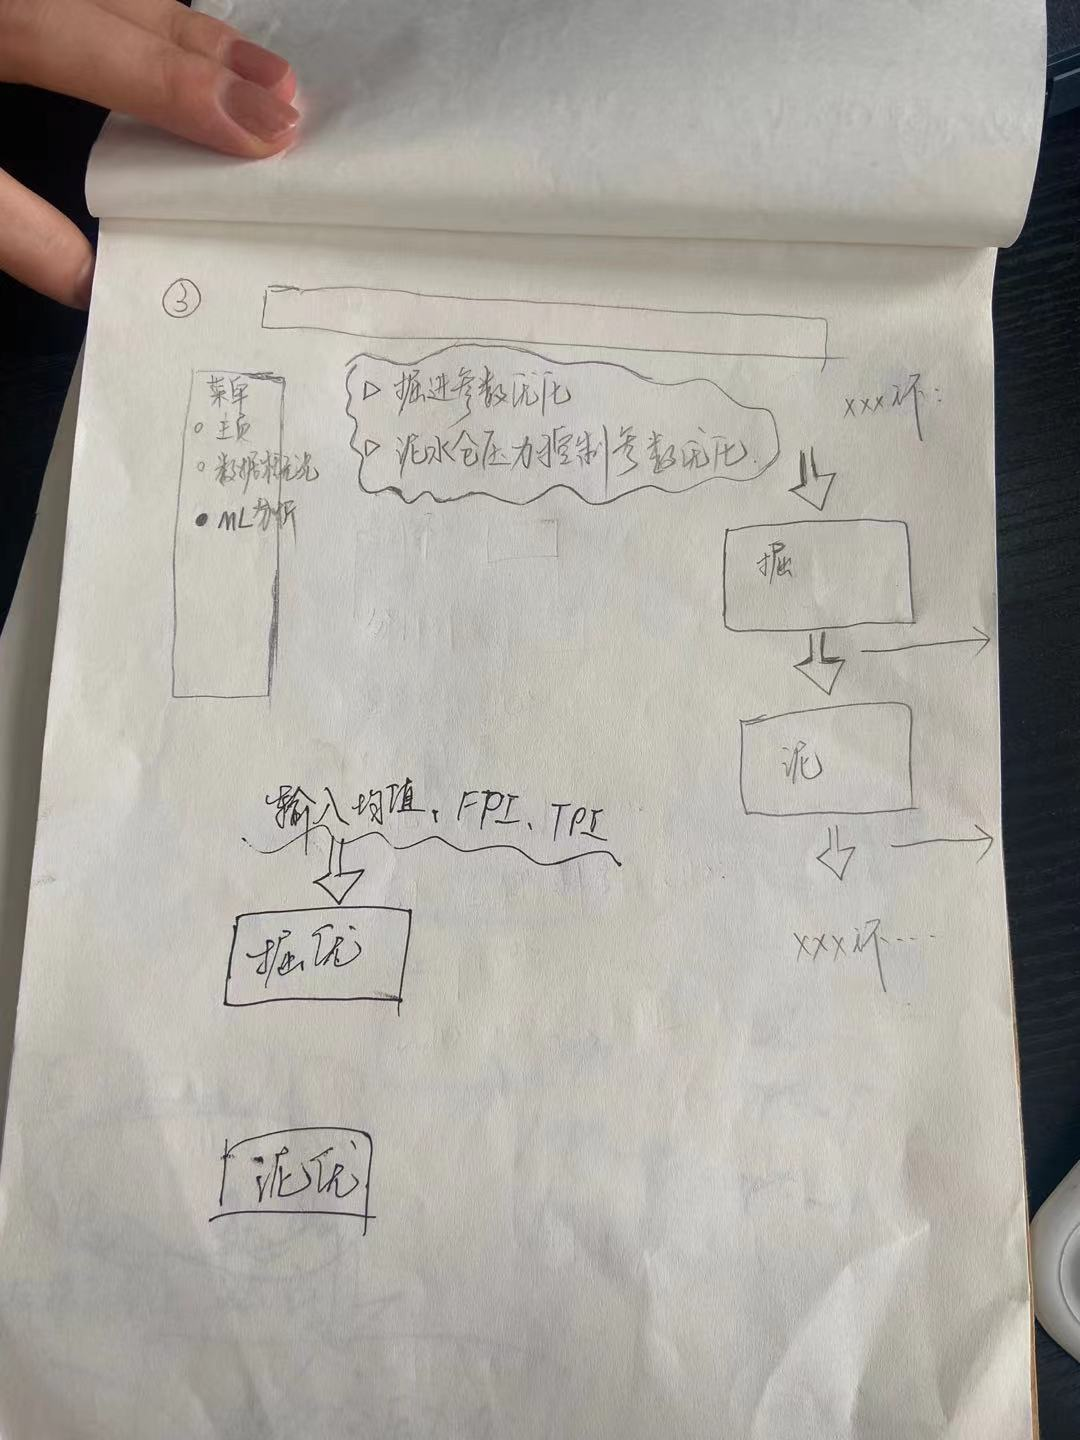 ③
菜单
主页
数据概况
ML分析
掘进参数优化
泥水仓压力控制参数优化
xxx环:
掘
泥
xxx环....
输入均值、FPI、TPI
掘优
泥优